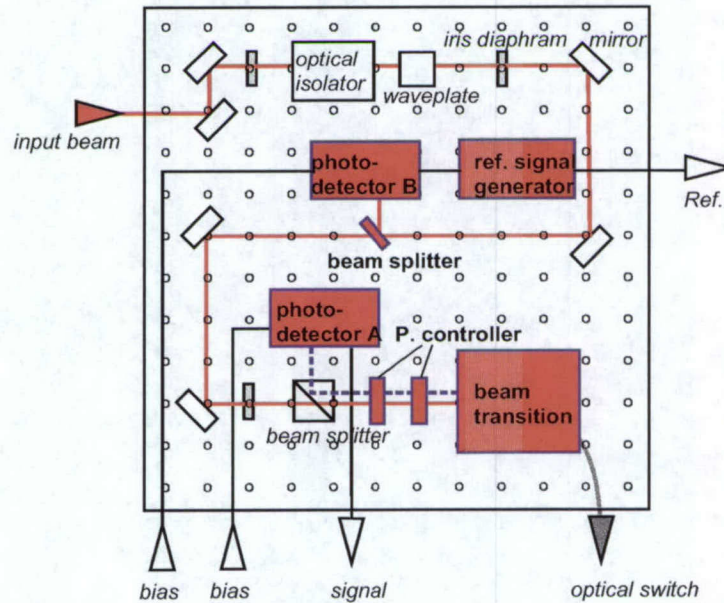 iris diaphram
mirror
optical
isolator
waveplate
input beam
photo-
detector B
ref. signal
generator
Ref.
beam splitter
photo-
detector A
P. controller
beam
transition
beam splitter
bias
bias
signal
optical switch